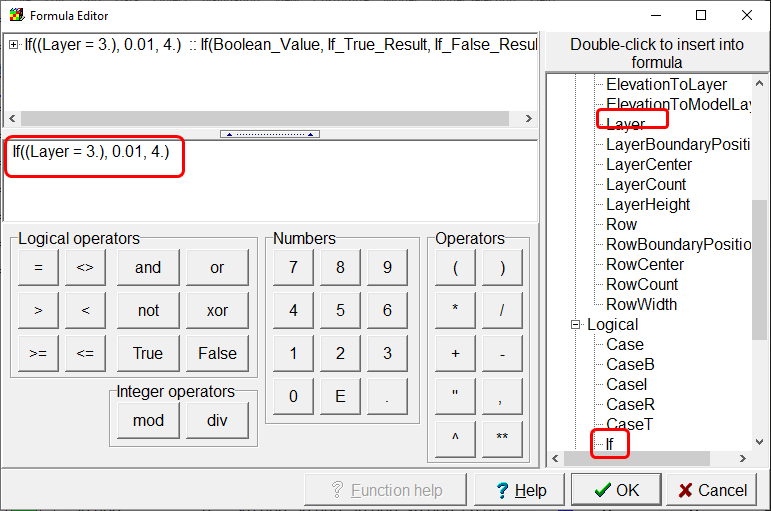 Formula Editor
If((Layer = 3.), 0.01, 4.) :: If(Boolean_Value, If_True_Result, If_False_Resul
If((Layer = 3.), 0.01, 4.)
Logical operators
= <> and or
> < not xor
>= <= True False
Integer operators
mod div
Numbers
7 8 9
4 5 6
1 2 3
0 E .
Operators
( )
* /
+ -
" ,
^ **
Double-click to insert into
formula
ElevationToLayer
ElevationToModelLay
Layer
LayerBoundaryPositi
LayerCenter
LayerCount
LayerHeight
Row
RowBoundaryPositio
RowCenter
RowCount
RowWidth
Logical
Case
CaseB
CaseI
CaseR
CaseT
If
? Function help
? Help
OK
Cancel